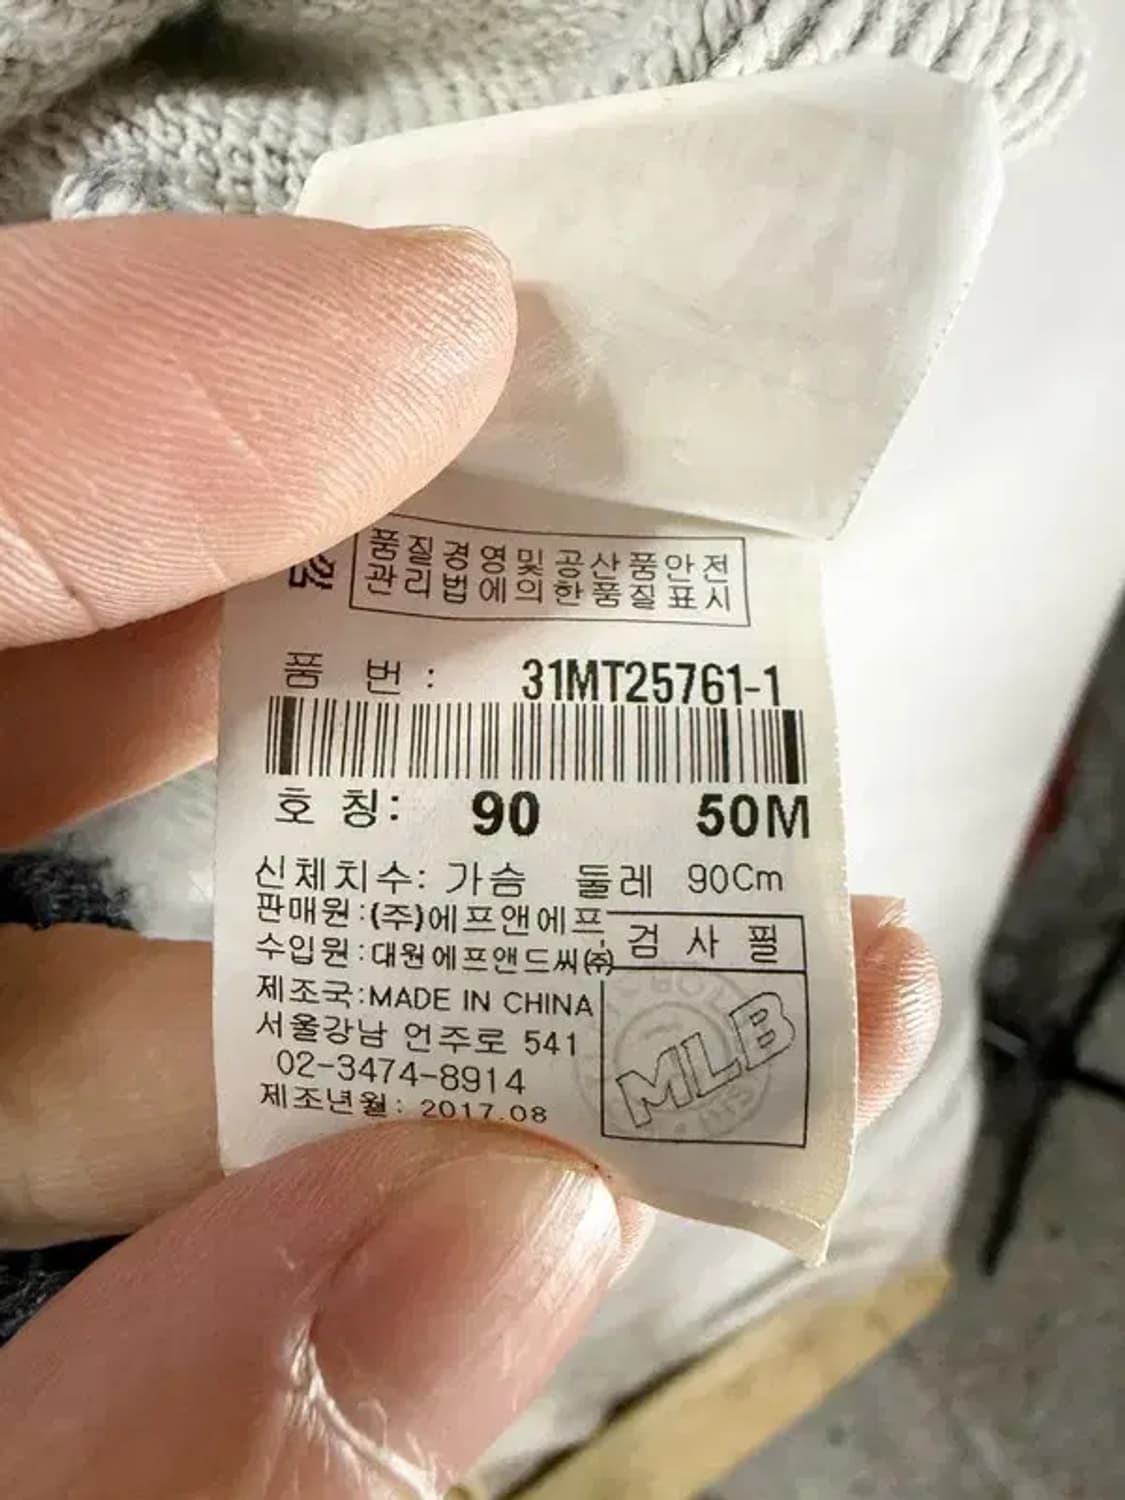 품질경영및공산품안전
관리법에의한품질표시
품 번 : 31MT25761-1
호 칭: 90 50M
신체치수: 가슴 둘레 90Cm
판매원:(주)에프앤에프
수입원:대원에프앤드씨㈜
검 사 필
제조국:MADE IN CHINA
서울강남 언주로 541
02-3474-8914
제조년월: 2017.08
MLB